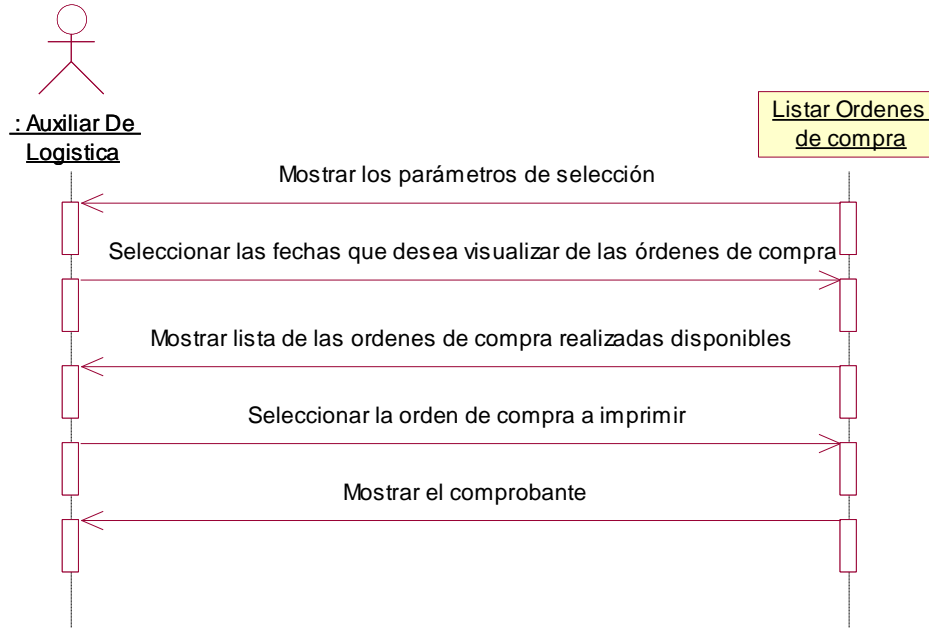 : Auxiliar De
Logistica
Listar Ordenes
de compra
Mostrar los parámetros de selección
Seleccionar las fechas que desea visualizar de las órdenes de compra
Mostrar lista de las ordenes de compra realizadas disponibles
Seleccionar la orden de compra a imprimir
Mostrar el comprobante